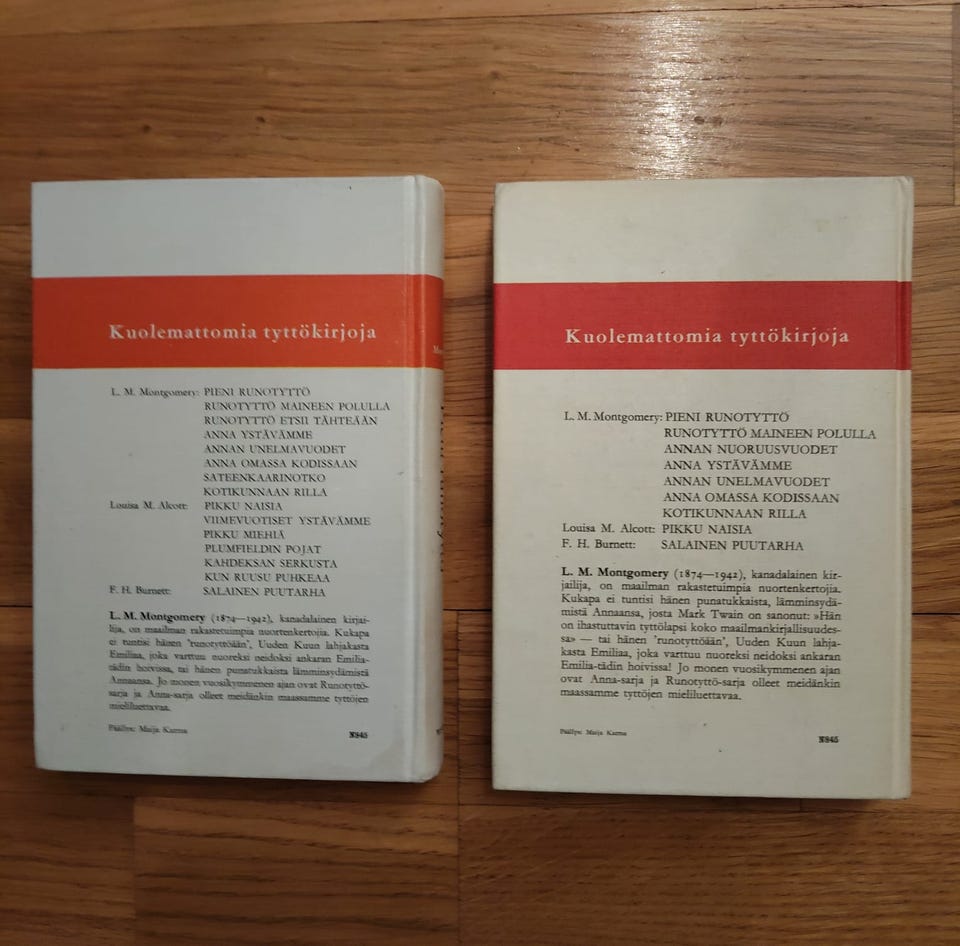 Kuolemattomia tyttökirjoja
L. M. Montgomery: PIENI RUNOTYTTÖ
RUNOTYTTÖ MAINEEN POLULLA
RUNOTYTTÖ ETSII TÄHTEÄÄN
ANNA YSTÄVÄMME
ANNAN UNELMAVUODET
ANNA OMASSA KODISSAAN
SATEENKAARINOTKO
KOTIKUNNAAN RILLA
Louisa M. Alcott: PIKKU NAISIA
VIIMEVUOTISET YSTÄVÄMME
PIKKU MIEHIÄ
PLUMFIELDIN POJAT
KAHDEKSAN SERKUSTA
KUN RUUSU PUHKEAA
F. H. Burnett: SALAINEN PUUTARHA
L. M. Montgomery (1874—1942), kanadalainen kirjai-
lija, on maailman rakastetuimpia nuortenkertojia. Kukapa
ei tuntisi hänen 'runotyttöään', Uuden Kuun lahjakasta
Emiliaa, joka varttuu nuoreksi neidoksi ankaran Emilia-
tädin hoivissa, tai hänen punatukkaista lämminsydämistä
Annaansa. Jo monen vuosikymmenen ajan ovat Runotyttö-
sarja ja Anna-sarja olleet meidänkin maassamme tyttöjen
mieliluettavaa.
Päällys: Maija Karma
N845
Kuolemattomia tyttökirjoja
L. M. Montgomery: PIENI RUNOTYTTÖ
RUNOTYTTÖ MAINEEN POLULLA
ANNAN NUORUUSVUODET
ANNA YSTÄVÄMME
ANNAN UNELMAVUODET
ANNA OMASSA KODISSAAN
KOTIKUNNAAN RILLA
Louisa M. Alcott: PIKKU NAISIA
F. H. Burnett: SALAINEN PUUTARHA
L. M. Montgomery (1874—1942), kanadalainen kir-
jailija, on maailman rakastetuimpia nuortenkertojia.
Kukapa ei tuntisi hänen punatukkaista, lämminsydä-
mistä Annaansa, josta Mark Twain on sanonut: »Hän
on ihastuttavin tyttölapsi koko maailmankirjallisuudes-
sa» — tai hänen 'runotyttöään', Uuden Kuun lahja-
kasta Emiliaa, joka varttuu nuoreksi neidoksi ankaran
Emilia-tädin hoivissa! Jo monen vuosikymmenen ajan
ovat Anna-sarja ja Runotyttö-sarja olleet meidänkin
maassamme tyttöjen mieliluettavaa.
Päällys: Maija Karma
N845